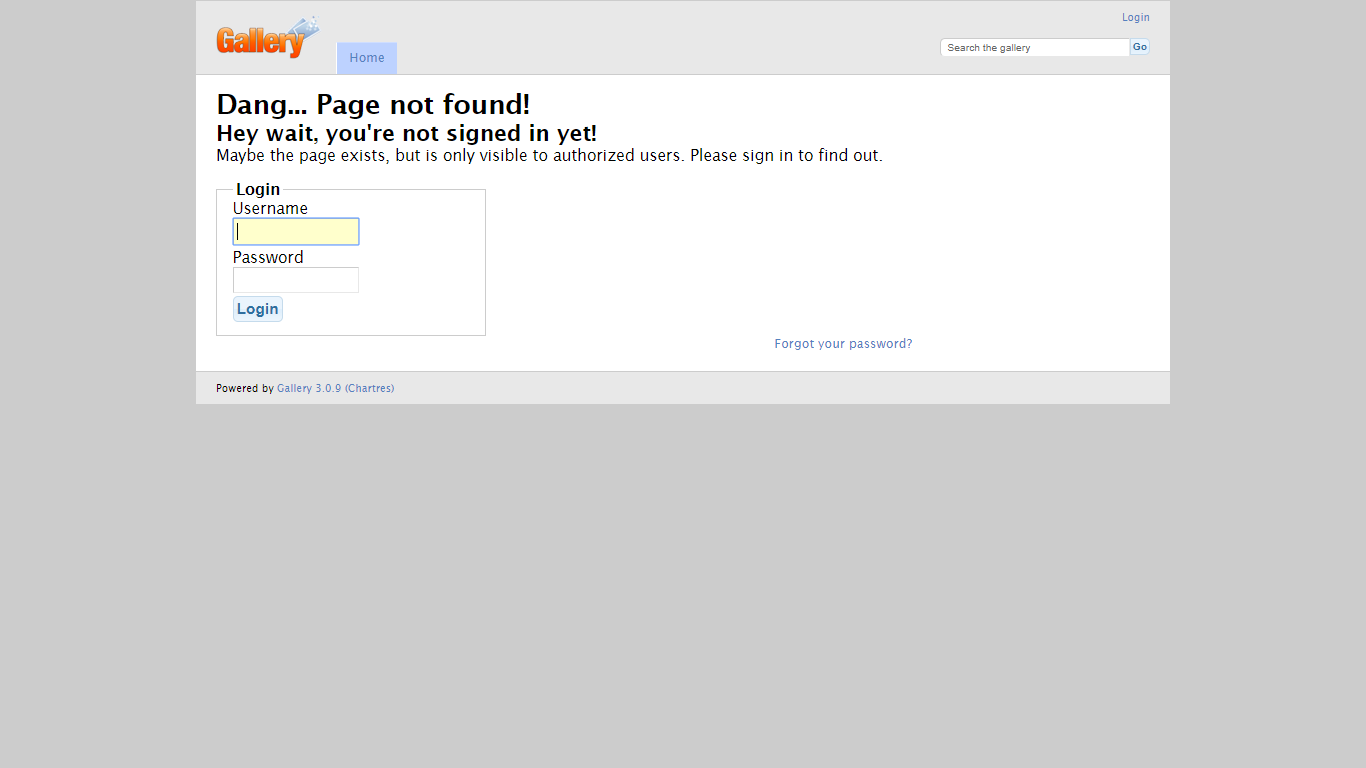 Login
Gallery
Home
Search the gallery
Go
Dang... Page not found!
Hey wait, you're not signed in yet!
Maybe the page exists, but is only visible to authorized users. Please sign in to find out.
Login
Username
Password
Login
Forgot your password?
Powered by Gallery 3.0.9 (Chartres)